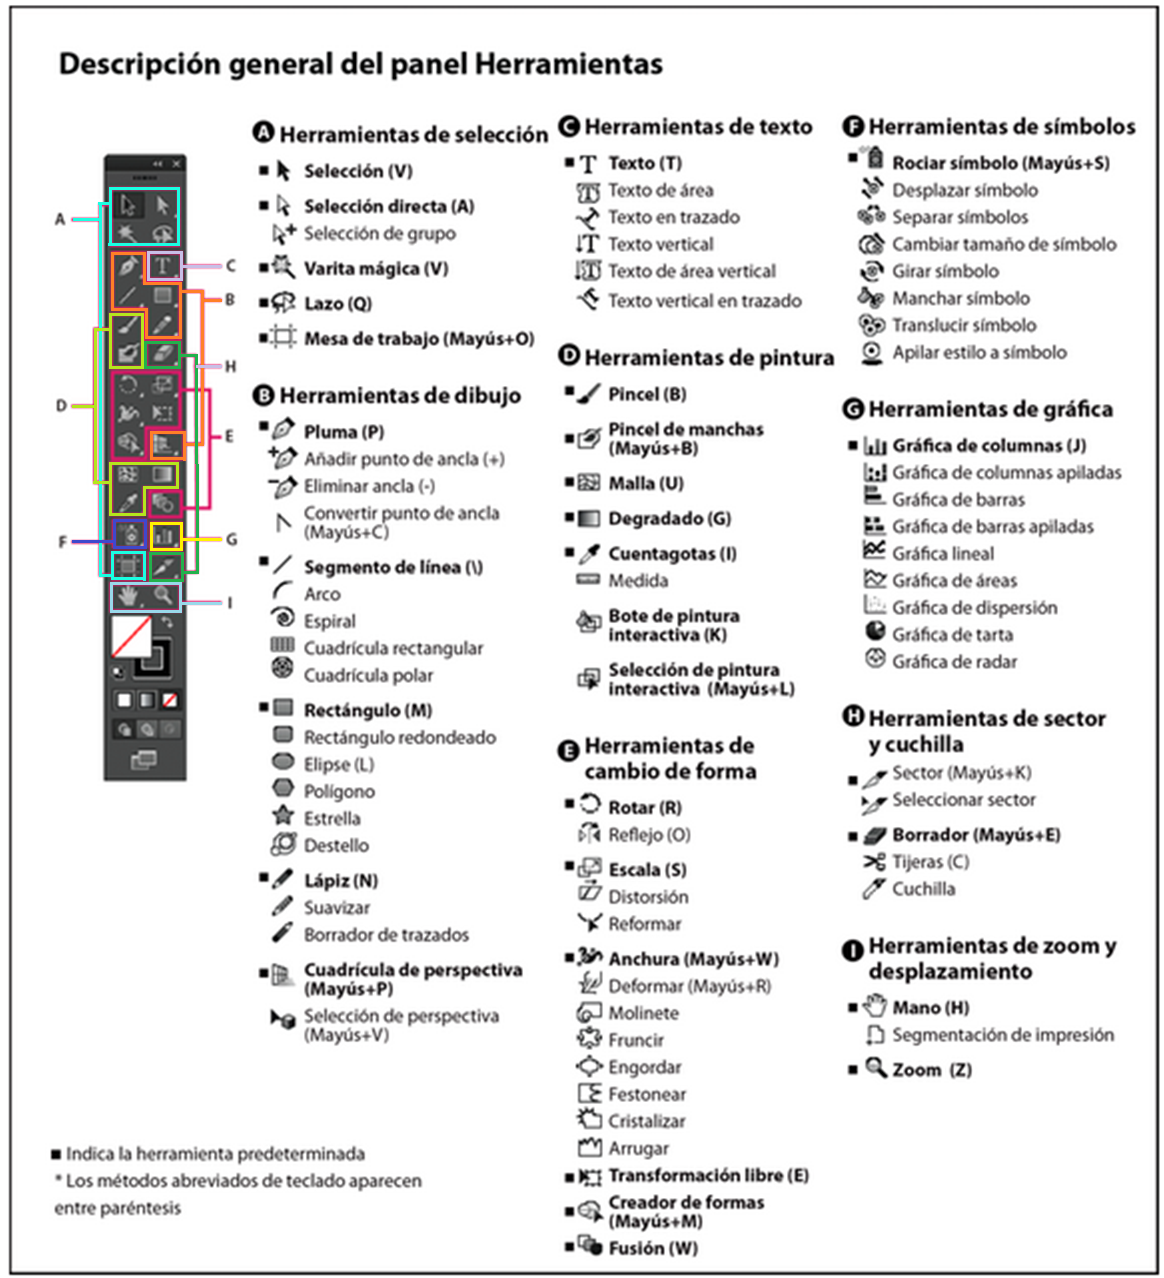 Descripción general del panel Herramientas
A
C
B
H
D
E
F
G
I
A Herramientas de selección
Selección (V)
Selección directa (A)
Selección de grupo
Varita mágica (V)
Lazo (Q)
Mesa de trabajo (Mayús+O)
B Herramientas de dibujo
Pluma (P)
Añadir punto de ancla (+)
Eliminar ancla (-)
Convertir punto de ancla
(Mayús+C)
Segmento de línea (\)
Arco
Espiral
Cuadrícula rectangular
Cuadrícula polar
Rectángulo (M)
Rectángulo redondeado
Elipse (L)
Polígono
Estrella
Destello
Lápiz (N)
Suavizar
Borrador de trazados
Cuadrícula de perspectiva
(Mayús+P)
Selección de perspectiva
(Mayús+V)
C Herramientas de texto
Texto (T)
Texto de área
Texto en trazado
Texto vertical
Texto de área vertical
Texto vertical en trazado
D Herramientas de pintura
Pincel (B)
Pincel de manchas
(Mayús+B)
Malla (U)
Degradado (G)
Cuentagotas (I)
Medida
Bote de pintura
interactiva (K)
Selección de pintura
interactiva (Mayús+L)
E Herramientas de
cambio de forma
Rotar (R)
Reflejo (O)
Escala (S)
Distorsión
Reformar
Anchura (Mayús+W)
Deformar (Mayús+R)
Molinete
Fruncir
Engordar
Festonear
Cristalizar
Arrugar
Transformación libre (E)
Creador de formas
(Mayús+M)
Fusión (W)
F Herramientas de símbolos
Rociar símbolo (Mayús+S)
Desplazar símbolo
Separar símbolos
Cambiar tamaño de símbolo
Girar símbolo
Manchar símbolo
Translucir símbolo
Apilar estilo a símbolo
G Herramientas de gráfica
Gráfica de columnas (J)
Gráfica de columnas apiladas
Gráfica de barras
Gráfica de barras apiladas
Gráfica lineal
Gráfica de áreas
Gráfica de dispersión
Gráfica de tarta
Gráfica de radar
H Herramientas de sector
y cuchilla
Sector (Mayús+K)
Seleccionar sector
Borrador (Mayús+E)
Tijeras (C)
Cuchilla
I Herramientas de zoom y
desplazamiento
Mano (H)
Segmentación de impresión
Zoom (Z)
■ Indica la herramienta predeterminada
* Los métodos abreviados de teclado aparecen
entre paréntesis